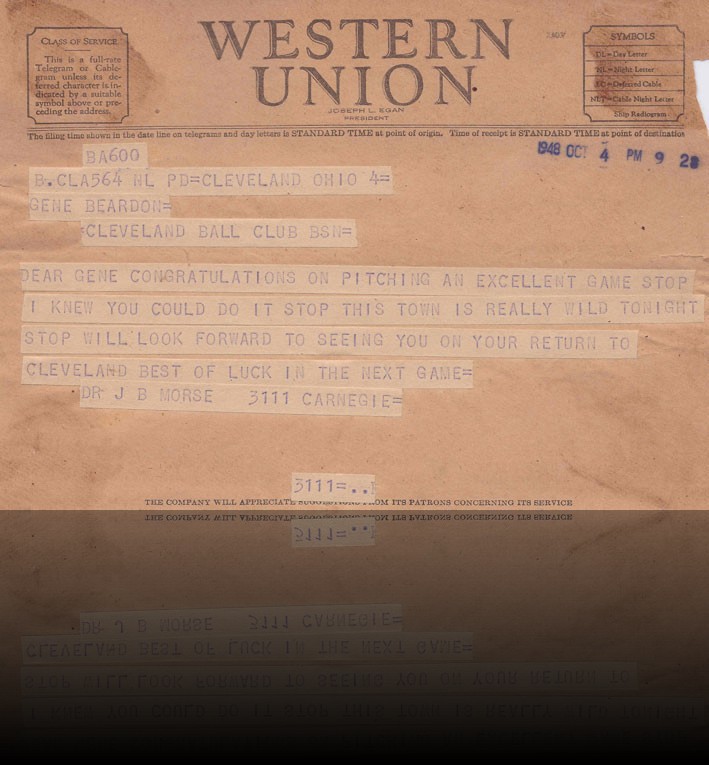 CLASS OF SERVICE
This is a full-rate
Telegram or Cable-
gram unless its de-
ferred character is in-
dicated by a suitable
symbol above or pre-
ceding the address.
WESTERN
UNION
JOSEPH L. EGAN
PRESIDENT
SYMBOLS
DL=Day Letter
NL=Night Letter
LC=Deferred Cable
NLT=Cable Night Letter
Ship Radiogram
The filing time shown in the date line on telegrams and day letters is STANDARD TIME at point of origin. Time of receipt is STANDARD TIME at point of destination
1948 OCT 4 PM 9 28
BA600
B.CLA564 NL PD=CLEVELAND OHIO 4=
GENE BEARDON=
CLEVELAND BALL CLUB BSN=
DEAR GENE CONGRATULATIONS ON PITCHING AN EXCELLENT GAME STOP
I KNEW YOU COULD DO IT STOP THIS TOWN IS REALLY WILD TONIGHT
STOP WILL LOOK FORWARD TO SEEING YOU ON YOUR RETURN TO
CLEVELAND BEST OF LUCK IN THE NEXT GAME=
DR J B MORSE 3111 CARNEGIE=
3111=..
THE COMPANY WILL APPRECIATE SUGGESTIONS FROM ITS PATRONS CONCERNING ITS SERVICE